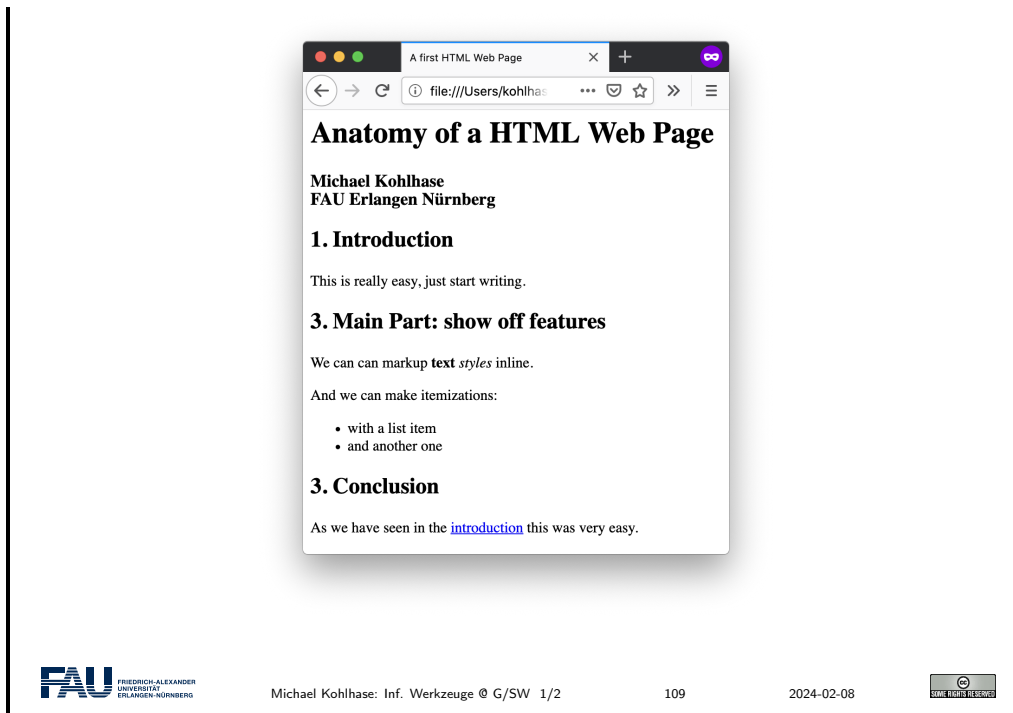 A first HTML Web Page
file:///Users/kohlhas
Anatomy of a HTML Web Page
Michael Kohlhase
FAU Erlangen Nürnberg
1. Introduction
This is really easy, just start writing.
3. Main Part: show off features
We can can markup text styles inline.
And we can make itemizations:
• with a list item
• and another one
3. Conclusion
As we have seen in the introduction this was very easy.
FAU
FRIEDRICH-ALEXANDER
UNIVERSITÄT
ERLANGEN-NÜRNBERG
Michael Kohlhase: Inf. Werkzeuge @ G/SW 1/2
109
2024-02-08
cc
SOME RIGHTS RESERVED